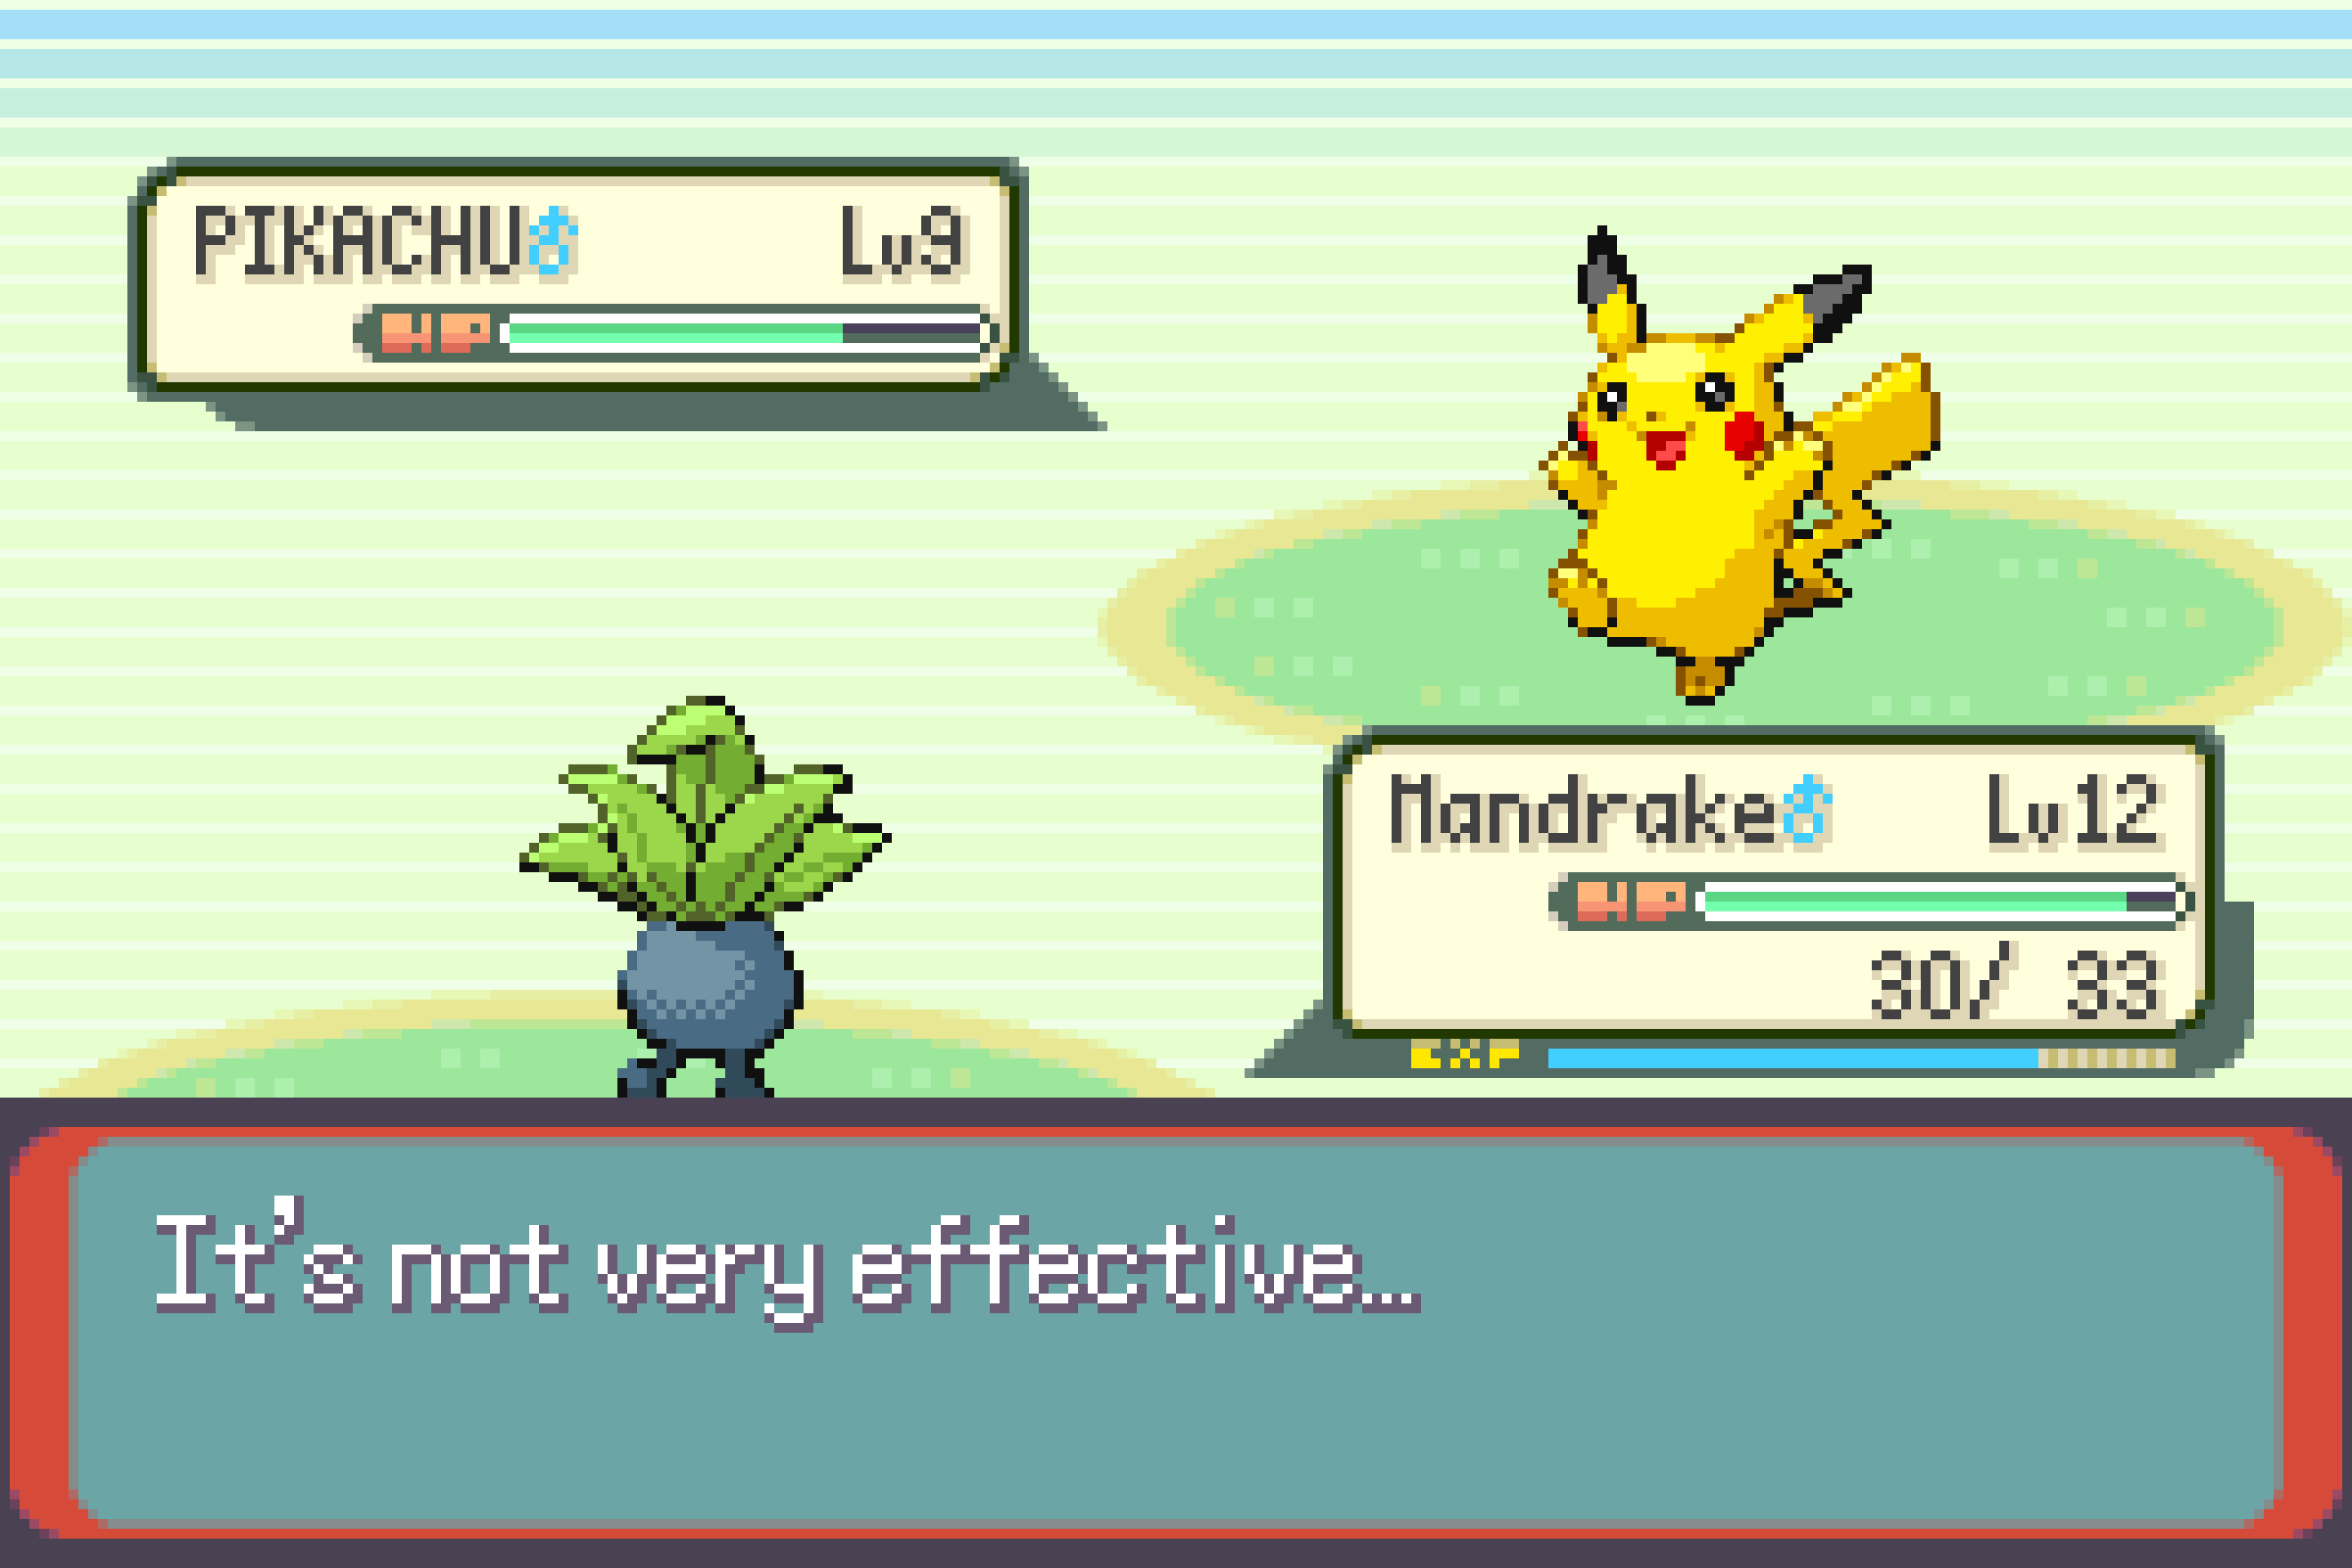 PIKACHU♂ Lv9
HP
Mandrake♂ Lv12
HP
30/ 33
EXP
It's not very effective…